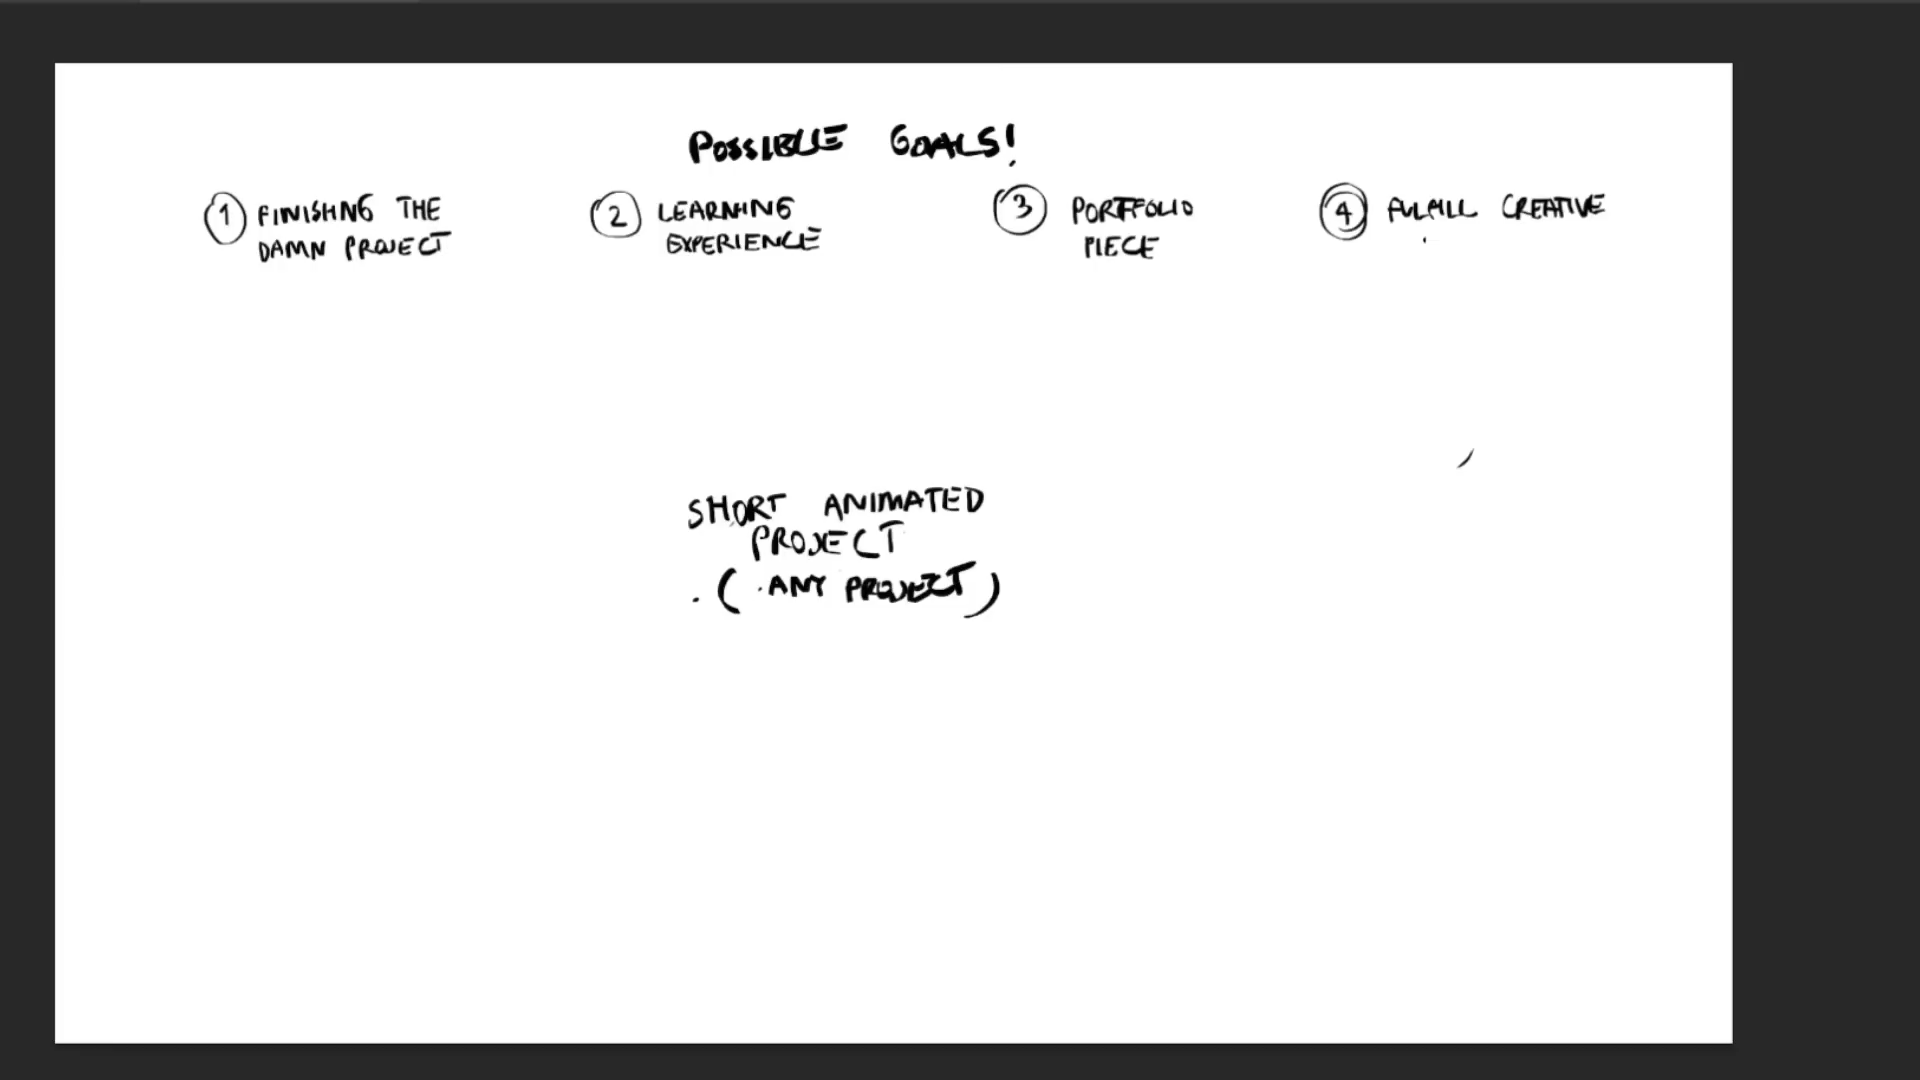 POSSIBLE GOALS!
1 FINISHING THE
DAMN PROJECT
2 LEARNING
EXPERIENCE
3 PORTFOLIO
PIECE
4 FULFILL CREATIVE
SHORT ANIMATED
PROJECT
(ANY PROJECT)